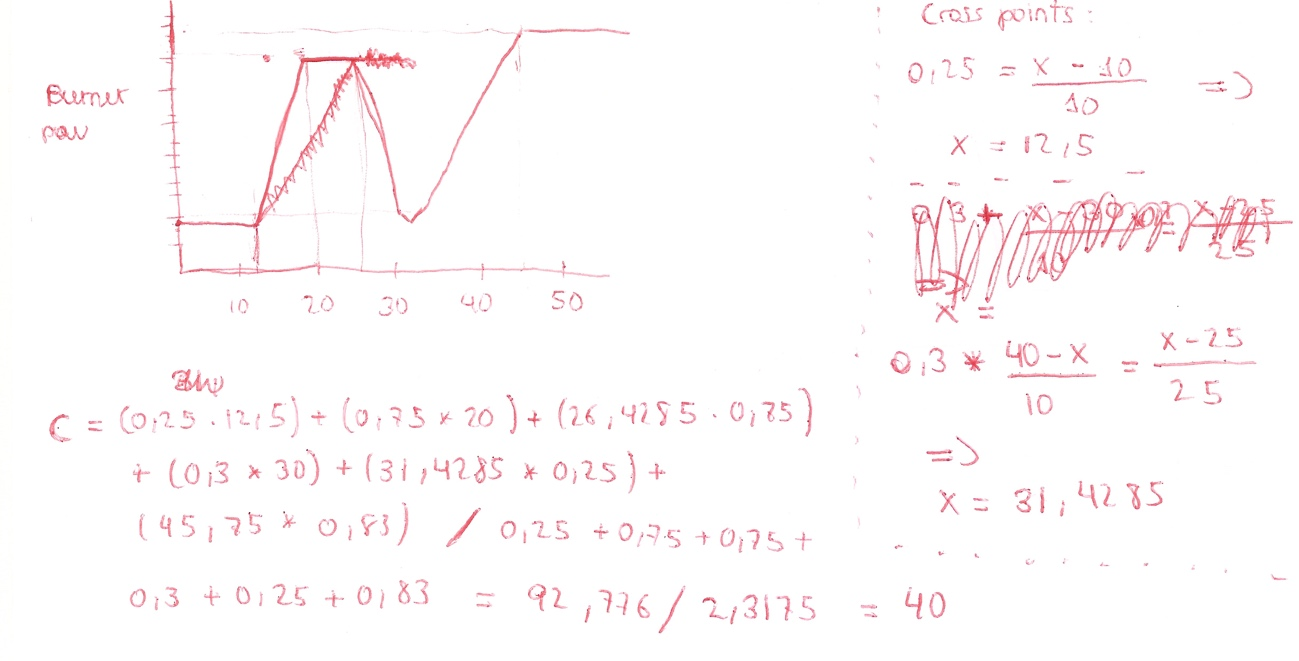 Cross points:
0,25 = x - 10 / 10 =>
x = 12,5
Burner
pow
10 20 30 40 50
x =
0,3 * 40-x / 10 = x-25 / 25
=>
x = 31,4285
C = (0,25 . 12,5) + (0,75 x 20) + (26,4285 . 0,75)
+ (0,3 * 30) + (31,4285 * 0,25) +
(45,75 * 0,83) / 0,25 + 0,75 + 0,75 +
0,3 + 0,25 + 0,83 = 92,776 / 2,3175 = 40